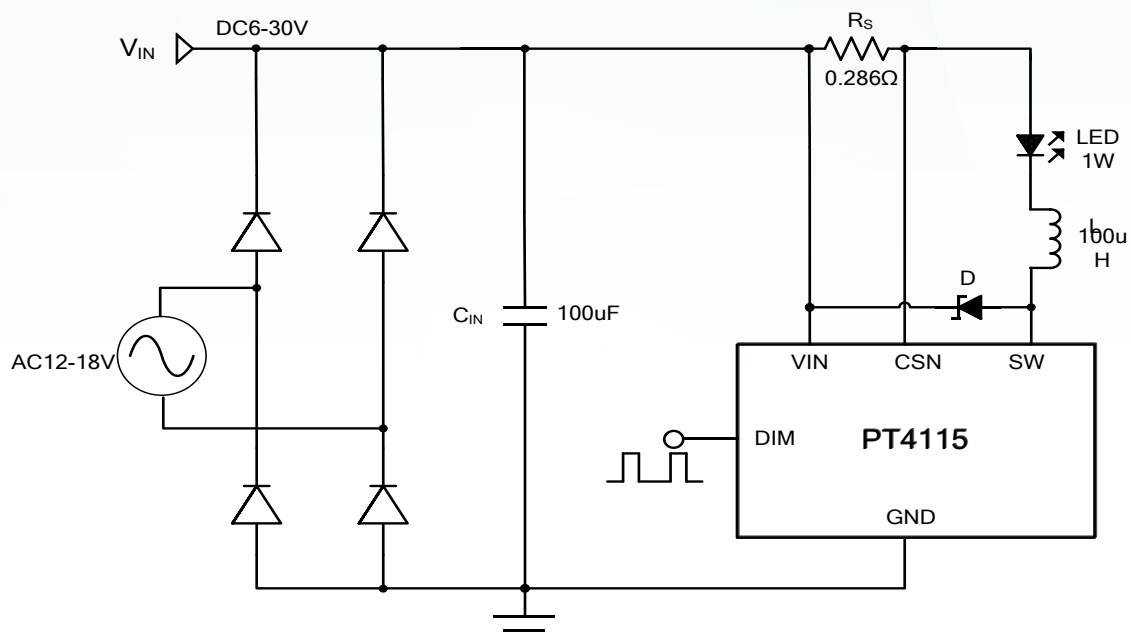 DC6-30V
VIN
RS
0.286Ω
LED
1W
L
100u
H
D
CIN
100uF
AC12-18V
VIN
CSN
SW
DIM
PT4115
GND